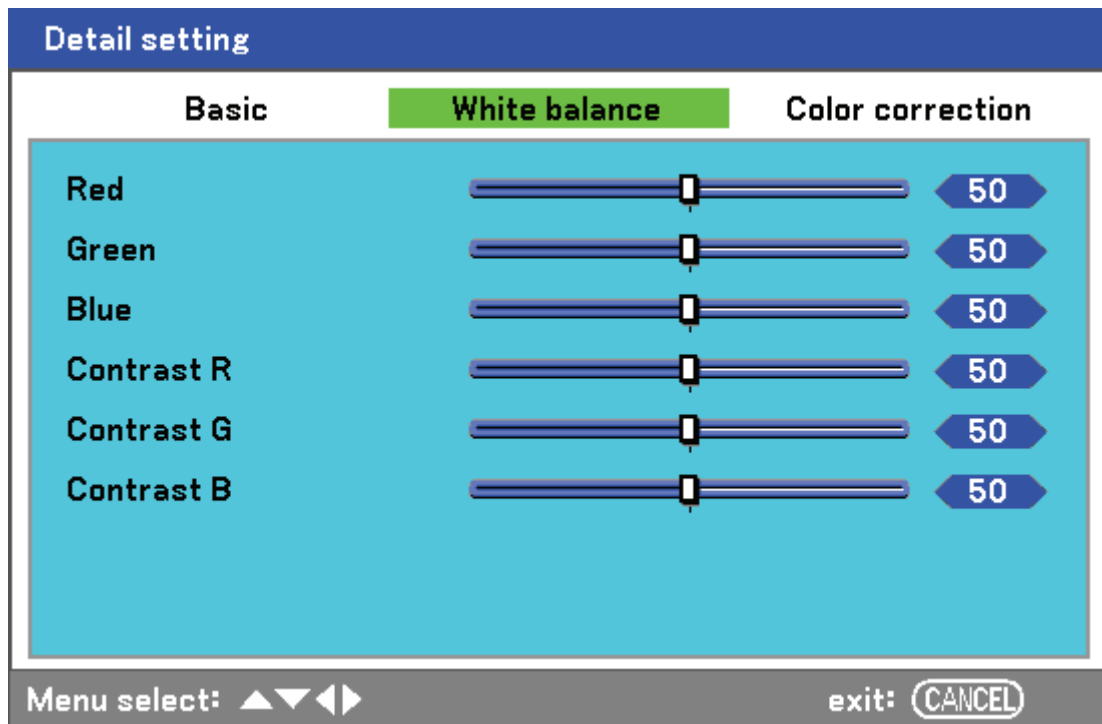 Detail setting
Basic White balance Color correction
Red 50
Green 50
Blue 50
Contrast R 50
Contrast G 50
Contrast B 50
Menu select: ▲▼◀▶ exit: CANCEL